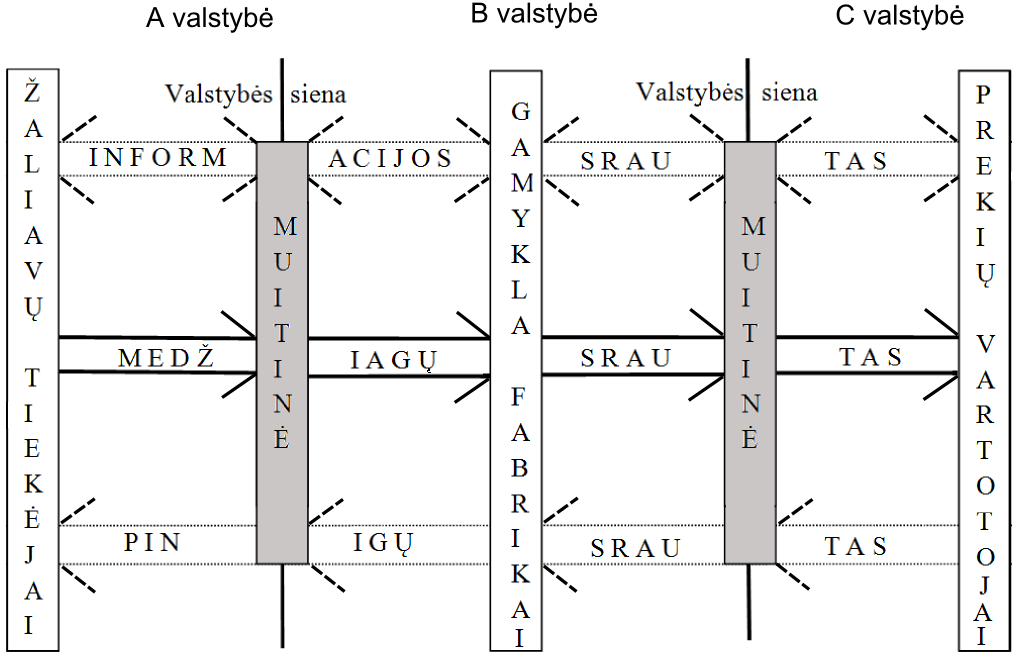 A valstybė
B valstybė
C valstybė
Valstybės siena
Valstybės siena
ŽALIAVŲ TIEKĖJAI
MUITINĖ
GAMYKLA FABRIKAI
MUITINĖ
PREKIŲ VARTOTOJAI
INFORM ACIJOS SRAU TAS
MEDŽ IAGŲ SRAU TAS
PIN IGŲ SRAU TAS